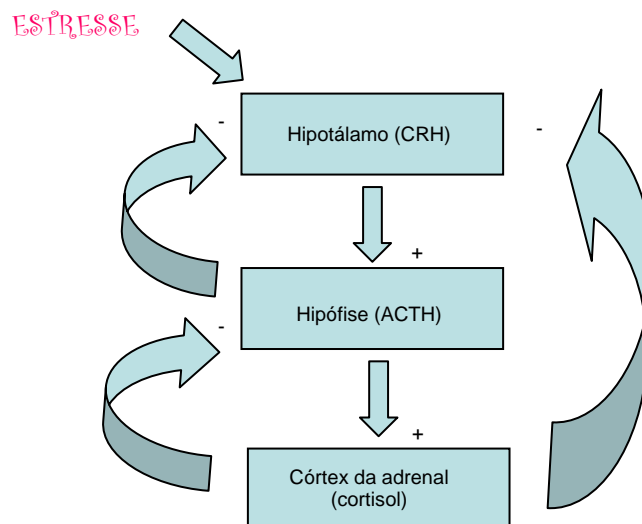 ESTRESSE
-
-
Hipotálamo (CRH)
+
Hipófise (ACTH)
-
+
Córtex da adrenal
(cortisol)